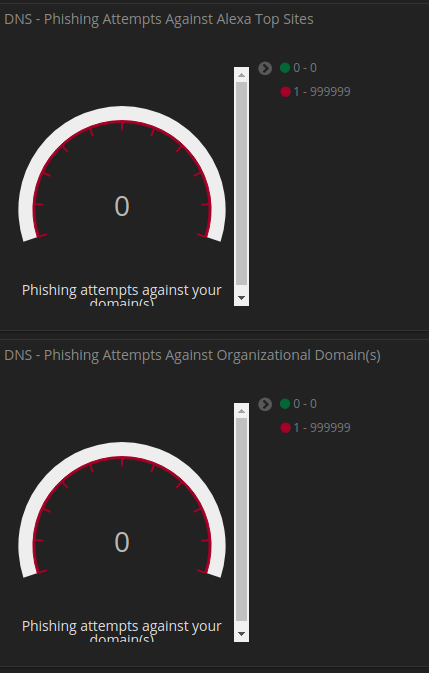 DNS - Phishing Attempts Against Alexa Top Sites
0 - 0
1 - 999999
0
Phishing attempts against your
domain(s)
DNS - Phishing Attempts Against Organizational Domain(s)
0 - 0
1 - 999999
0
Phishing attempts against your
domain(s)